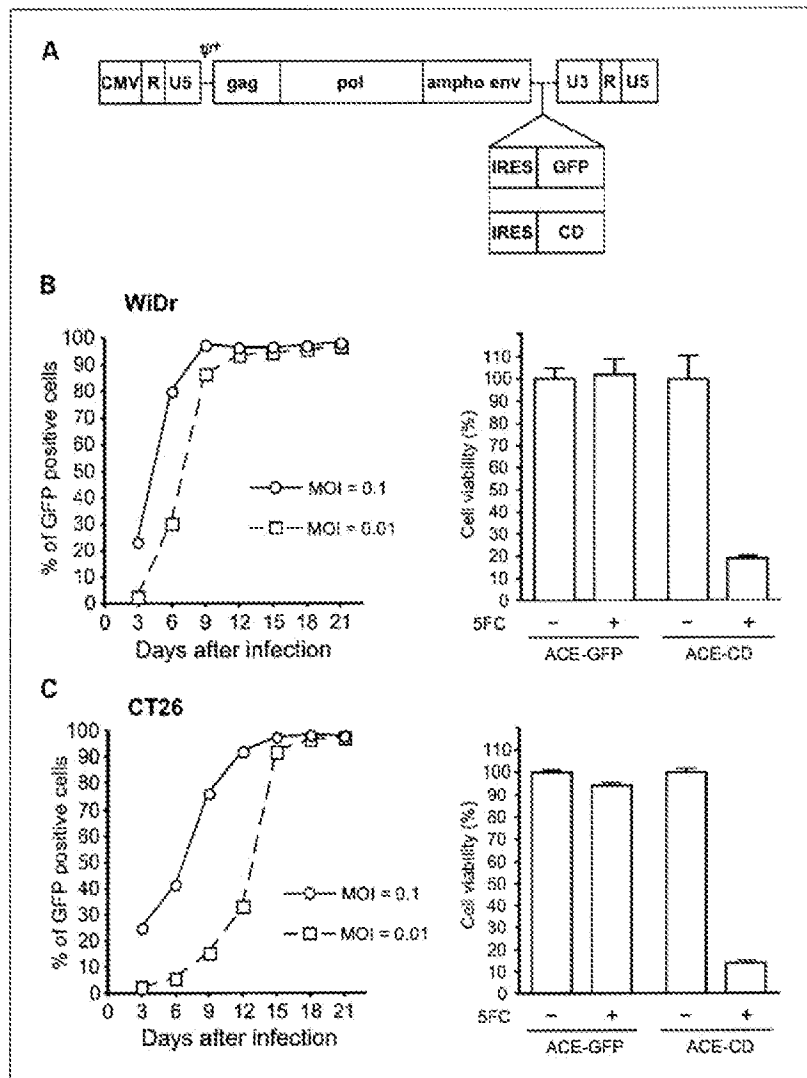 A
ψ+
CMV R U5 gag pol ampho env U3 R U5
IRES GFP
IRES CD
B
WiDr
100
90
80
70
60
50
40
30
20
10
0
% of GFP positive cells
MOI = 0.1
MOI = 0.01
0 3 6 9 12 15 18 21
Days after infection
110
100
90
80
70
60
50
40
30
20
10
0
Cell viability (%)
5FC − + − +
ACE-GFP ACE-CD
C
CT26
100
90
80
70
60
50
40
30
20
10
0
% of GFP positive cells
MOI = 0.1
MOI = 0.01
0 3 6 9 12 15 18 21
Days after infection
110
100
90
80
70
60
50
40
30
20
10
0
Cell viability (%)
5FC − + − +
ACE-GFP ACE-CD